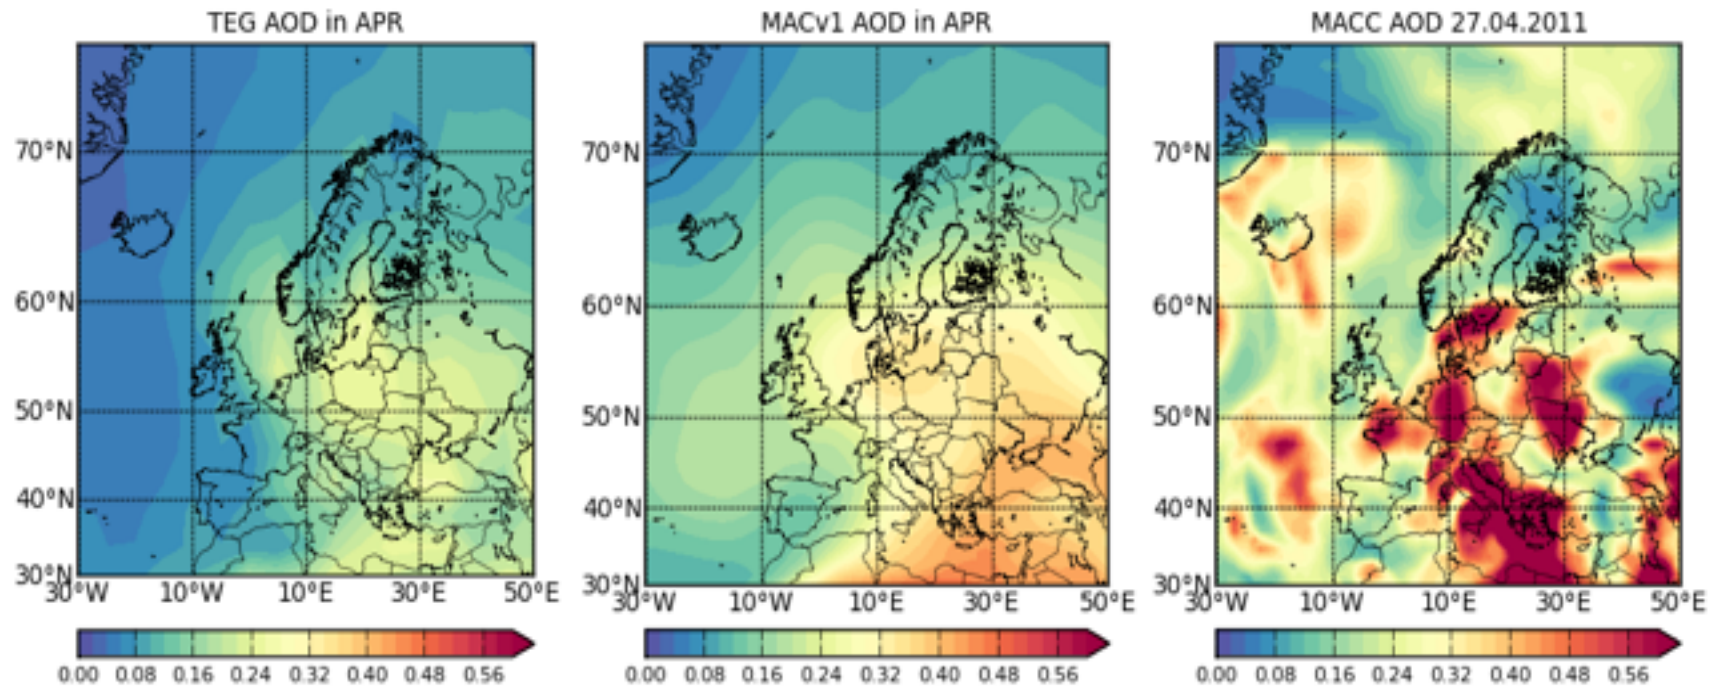 TEG AOD in APR
70°N
60°N
50°N
40°N
30°N
30°W 10°W 10°E 30°E 50°E
0.00 0.08 0.16 0.24 0.32 0.40 0.48 0.56
MACv1 AOD in APR
70°N
60°N
50°N
40°N
30°N
30°W 10°W 10°E 30°E 50°E
0.00 0.08 0.16 0.24 0.32 0.40 0.48 0.56
MACC AOD 27.04.2011
70°N
60°N
50°N
40°N
30°N
30°W 10°W 10°E 30°E 50°E
0.00 0.08 0.16 0.24 0.32 0.40 0.48 0.56